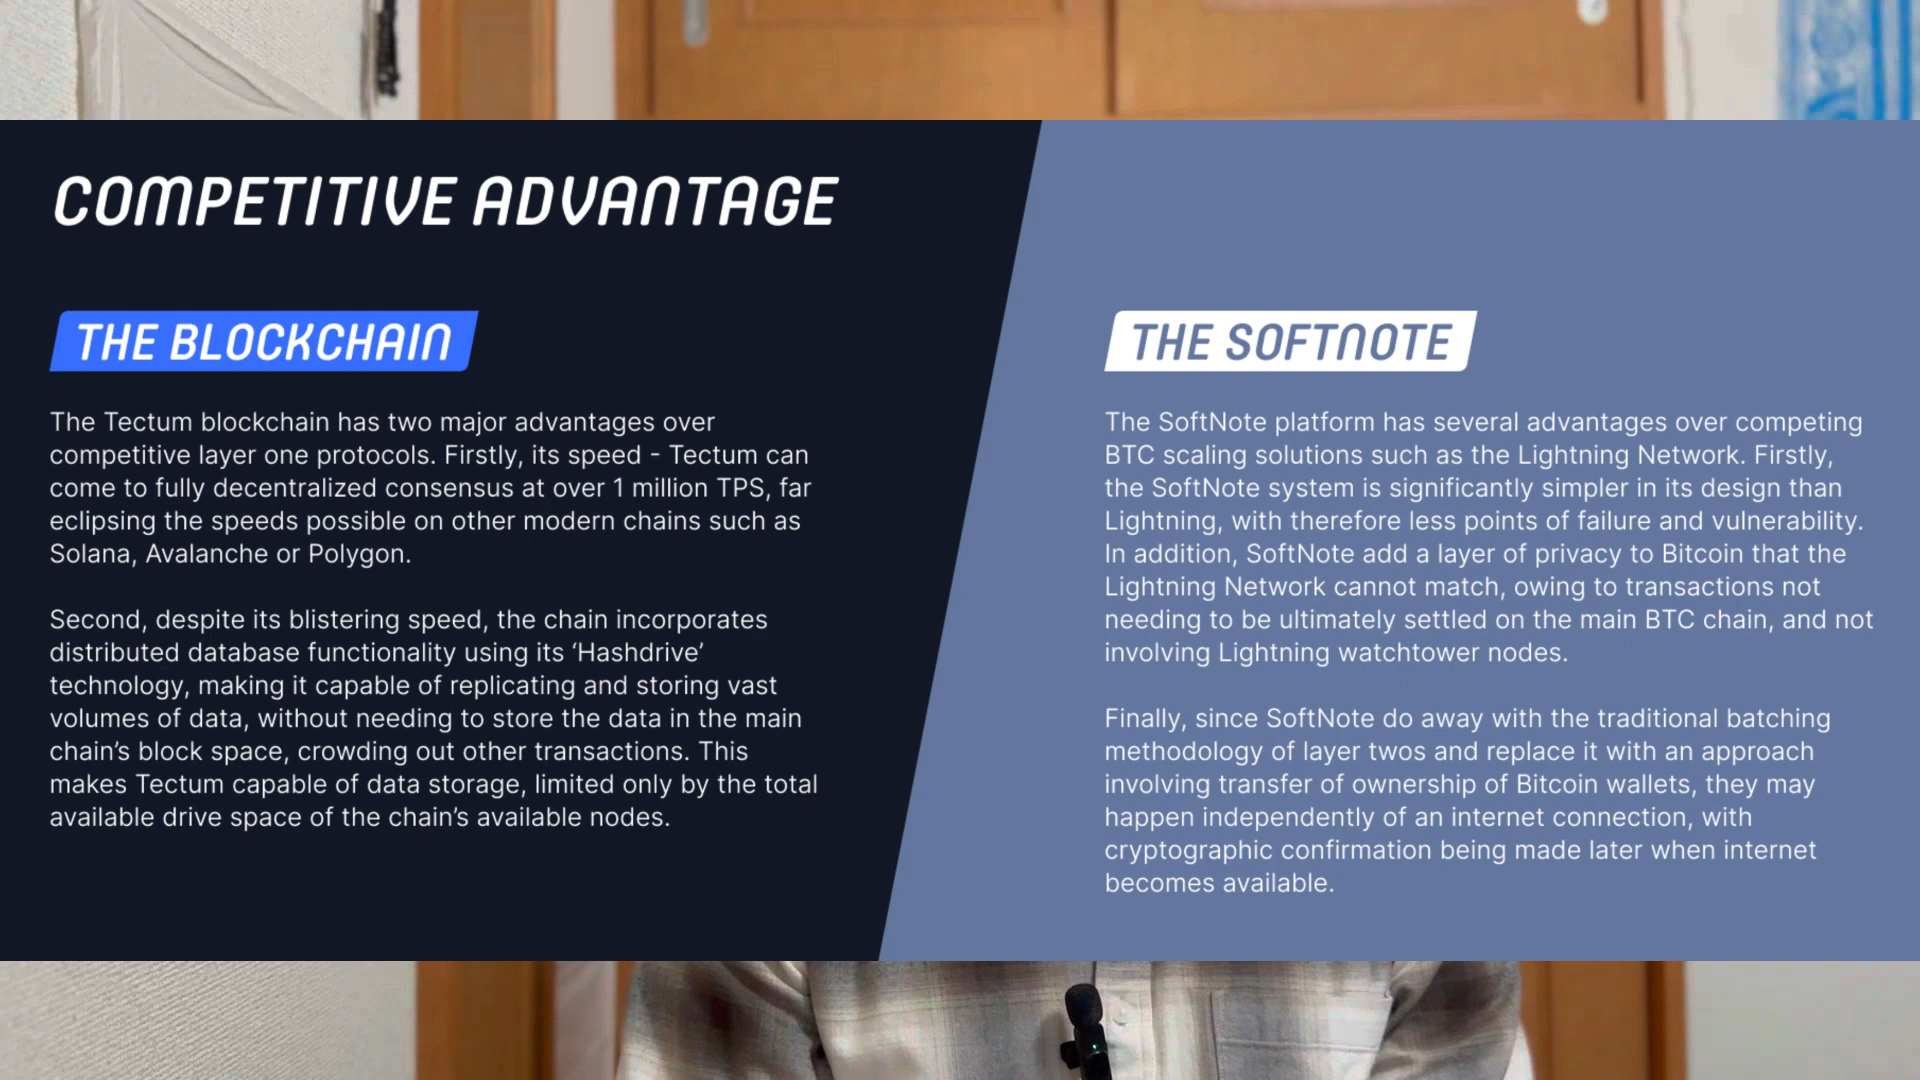 COMPETITIVE ADVANTAGE
THE BLOCKCHAIN
The Tectum blockchain has two major advantages over
competitive layer one protocols. Firstly, its speed - Tectum can
come to fully decentralized consensus at over 1 million TPS, far
eclipsing the speeds possible on other modern chains such as
Solana, Avalanche or Polygon.
Second, despite its blistering speed, the chain incorporates
distributed database functionality using its ‘Hashdrive’
technology, making it capable of replicating and storing vast
volumes of data, without needing to store the data in the main
chain’s block space, crowding out other transactions. This
makes Tectum capable of data storage, limited only by the total
available drive space of the chain’s available nodes.
THE SOFTNOTE
The SoftNote platform has several advantages over competing
BTC scaling solutions such as the Lightning Network. Firstly,
the SoftNote system is significantly simpler in its design than
Lightning, with therefore less points of failure and vulnerability.
In addition, SoftNote add a layer of privacy to Bitcoin that the
Lightning Network cannot match, owing to transactions not
needing to be ultimately settled on the main BTC chain, and not
involving Lightning watchtower nodes.
Finally, since SoftNote do away with the traditional batching
methodology of layer twos and replace it with an approach
involving transfer of ownership of Bitcoin wallets, they may
happen independently of an internet connection, with
cryptographic confirmation being made later when internet
becomes available.